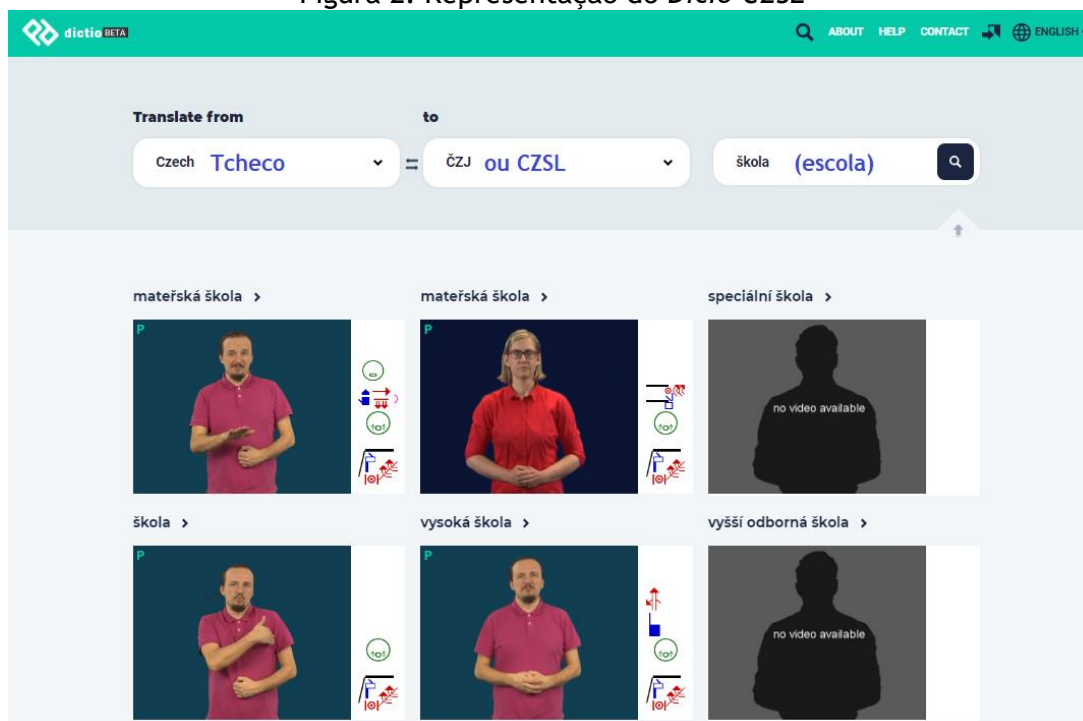 Figura 2: Representação do Dictio CZSL
dictio BETA ABOUT HELP CONTACT ENGLISH
Translate from to
Czech Tcheco ČZJ ou CZSL škola (escola)
mateřská škola > mateřská škola > speciální škola >
P P no video available
škola > vysoká škola > vyšší odborná škola >
P P no video available